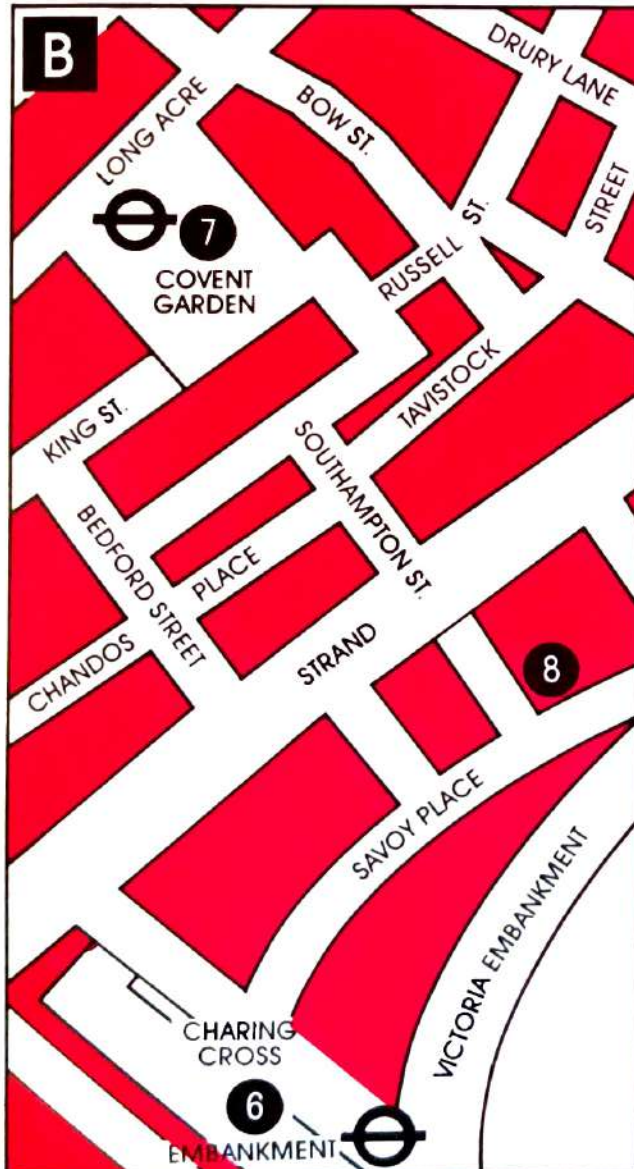 B
DRURY LANE
BOW ST.
LONG ACRE
STREET
7
RUSSELL ST.
COVENT
GARDEN
TAVISTOCK
KING ST.
SOUTHAMPTON ST.
BEDFORD STREET
PLACE
CHANDOS
STRAND
8
SAVOY PLACE
VICTORIA EMBANKMENT
CHARING
CROSS
6
EMBANKMENT